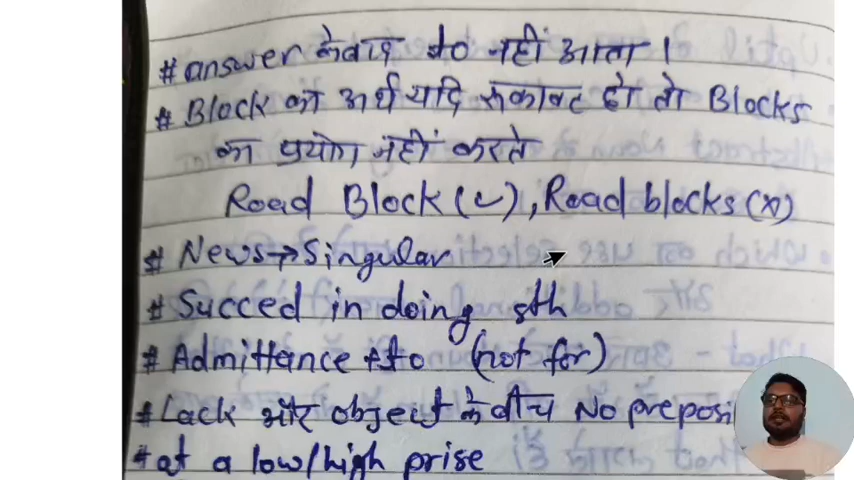 # answer के बाद to नहीं आता ।
# Block का अर्थ यदि रुकावट हो तो Blocks
का प्रयोग नहीं करते
Road Block (✓), Road blocks (x)
# News → Singular
# Succed in doing sth
# Admittance + to (not for)
# Lack और object के बीच No preposi
# at a low/high prise